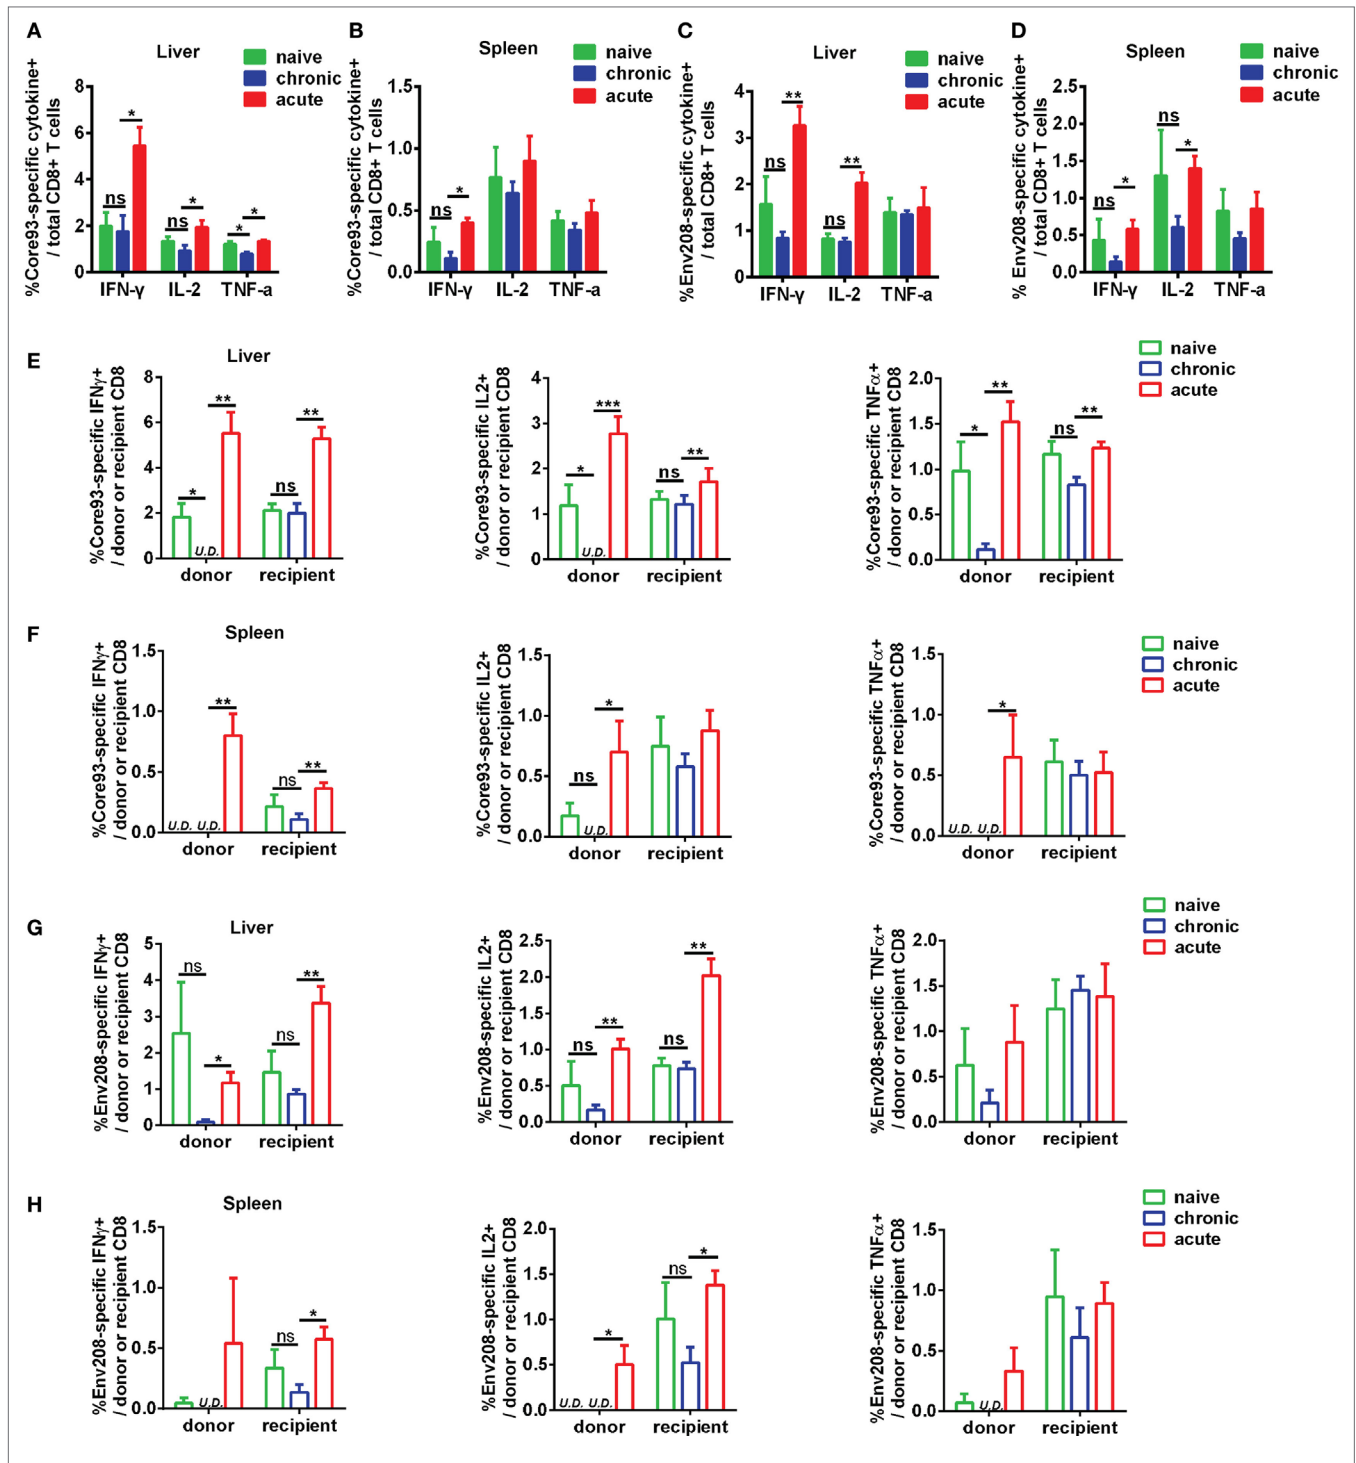 A
Liver
naive
chronic
acute
%Core93-specific cytokine+
/ total CD8+ T cells
8
6
4
2
0
*
ns
ns
*
*
*
IFN-γ
IL-2
TNF-a
B
Spleen
naive
chronic
acute
%Core93-specific cytokine+
/ total CD8+ T cells
1.5
1.0
0.5
0.0
ns
*
IFN-γ
IL-2
TNF-a
C
Liver
naive
chronic
acute
%Env208-specific cytokine+
/ total CD8+ T cells
4
3
2
1
0
**
ns
**
ns
IFN-γ
IL-2
TNF-a
D
Spleen
naive
chronic
acute
% Env208-specific cytokine+
/ total CD8+ T cells
2.5
2.0
1.5
1.0
0.5
0.0
ns
*
ns
*
IFN-γ
IL-2
TNF-a
E
Liver
%Core93-specific IFNγ+
/ donor or recipient CD8
8
6
4
2
0
*
**
ns
**
U.D.
donor
recipient
%Core93-specific IL2+
/ donor or recipient CD8
4
3
2
1
0
*
***
ns
**
U.D.
donor
recipient
%Core93-specific TNFα+
/ donor or recipient CD8
2.0
1.5
1.0
0.5
0.0
*
**
ns
**
donor
recipient
naive
chronic
acute
F
Spleen
%Core93-specific IFNγ+
/ donor or recipient CD8
1.5
1.0
0.5
0.0
**
ns
**
U.D. U.D.
donor
recipient
%Core93-specific IL2+
/ donor or recipient CD8
1.5
1.0
0.5
0.0
ns
*
U.D.
donor
recipient
%Core93-specific TNFα+
/ donor or recipient CD8
1.5
1.0
0.5
0.0
*
U.D. U.D.
donor
recipient
naive
chronic
acute
G
Liver
%Env208-specific IFNγ+
/ donor or recipient CD8
5
4
3
2
1
0
ns
*
ns
**
donor
recipient
%Env208-specific IL2+
/ donor or recipient CD8
2.5
2.0
1.5
1.0
0.5
0.0
ns
**
ns
**
donor
recipient
%Env208-specific TNFα+
/ donor or recipient CD8
2.0
1.5
1.0
0.5
0.0
donor
recipient
naive
chronic
acute
H
Spleen
%Env208-specific IFNγ+
/ donor or recipient CD8
1.5
1.0
0.5
0.0
ns
*
U.D.
donor
recipient
%Env208-specific IL2+
/ donor or recipient CD8
2.0
1.5
1.0
0.5
0.0
*
ns
*
U.D. U.D.
donor
recipient
%Env208-specific TNFα+
/ donor or recipient CD8
1.5
1.0
0.5
0.0
U.D.
donor
recipient
naive
chronic
acute